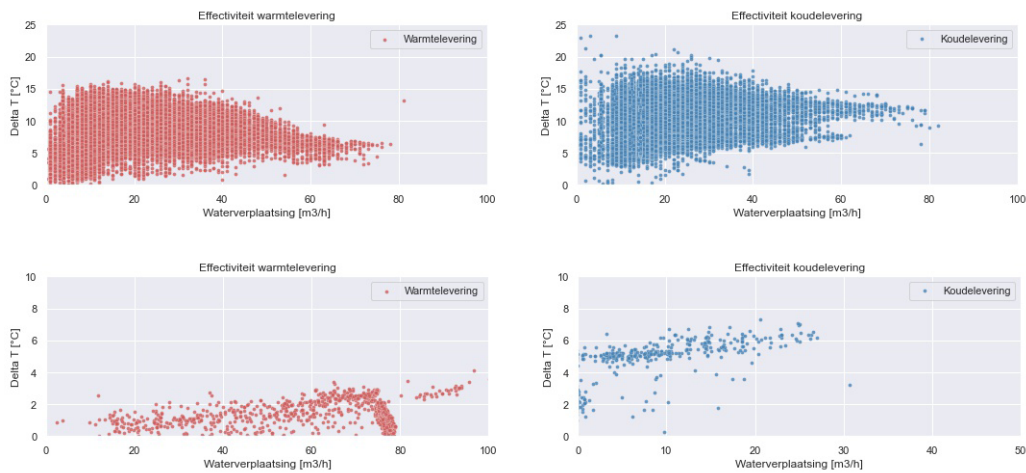 Effectiviteit warmtelevering
25
20
15
10
5
0
Delta T [°C]
Warmtelevering
0 20 40 60 80 100
Waterverplaatsing [m3/h]
Effectiviteit koudelevering
25
20
15
10
5
0
Delta T [°C]
Koudelevering
0 20 40 60 80 100
Waterverplaatsing [m3/h]
Effectiviteit warmtelevering
10
8
6
4
2
0
Delta T [°C]
Warmtelevering
0 20 40 60 80 100
Waterverplaatsing [m3/h]
Effectiviteit koudelevering
10
8
6
4
2
0
Delta T [°C]
Koudelevering
0 10 20 30 40 50
Waterverplaatsing [m3/h]